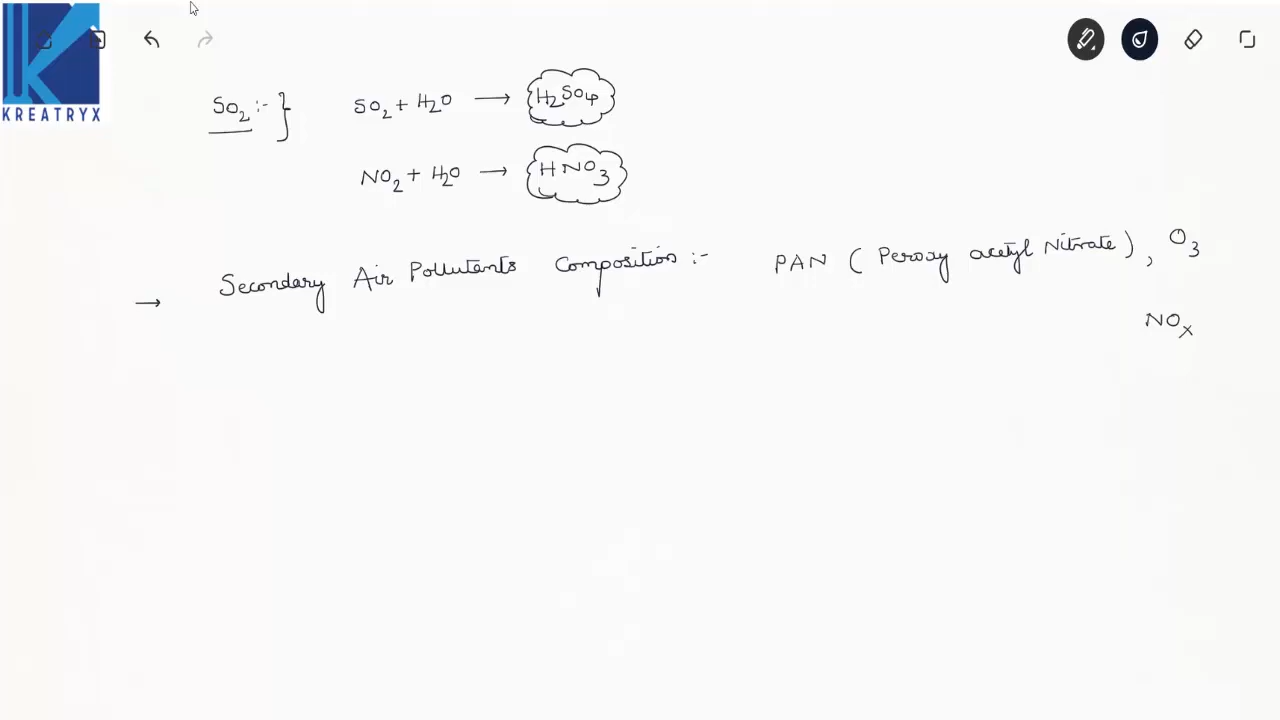 KREATRYX
SO2 :- } SO2 + H2O → H2SO4
NO2 + H2O → HNO3
→ Secondary Air Pollutants Composition :- PAN ( Peroxy acetyl Nitrate ) , O3
NOx